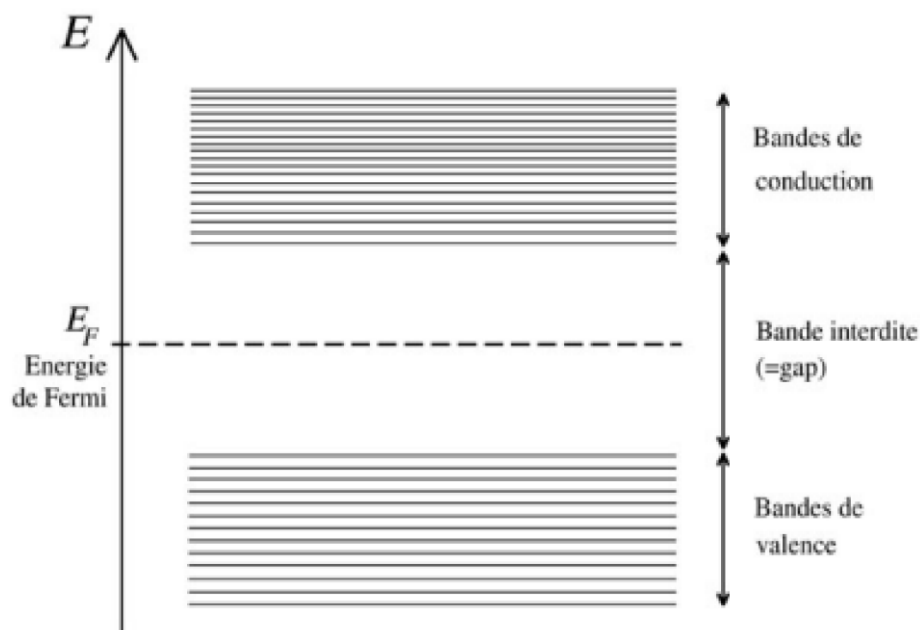 E
Bandes de
conduction
E_F
Energie
de Fermi
Bande interdite
(=gap)
Bandes de
valence